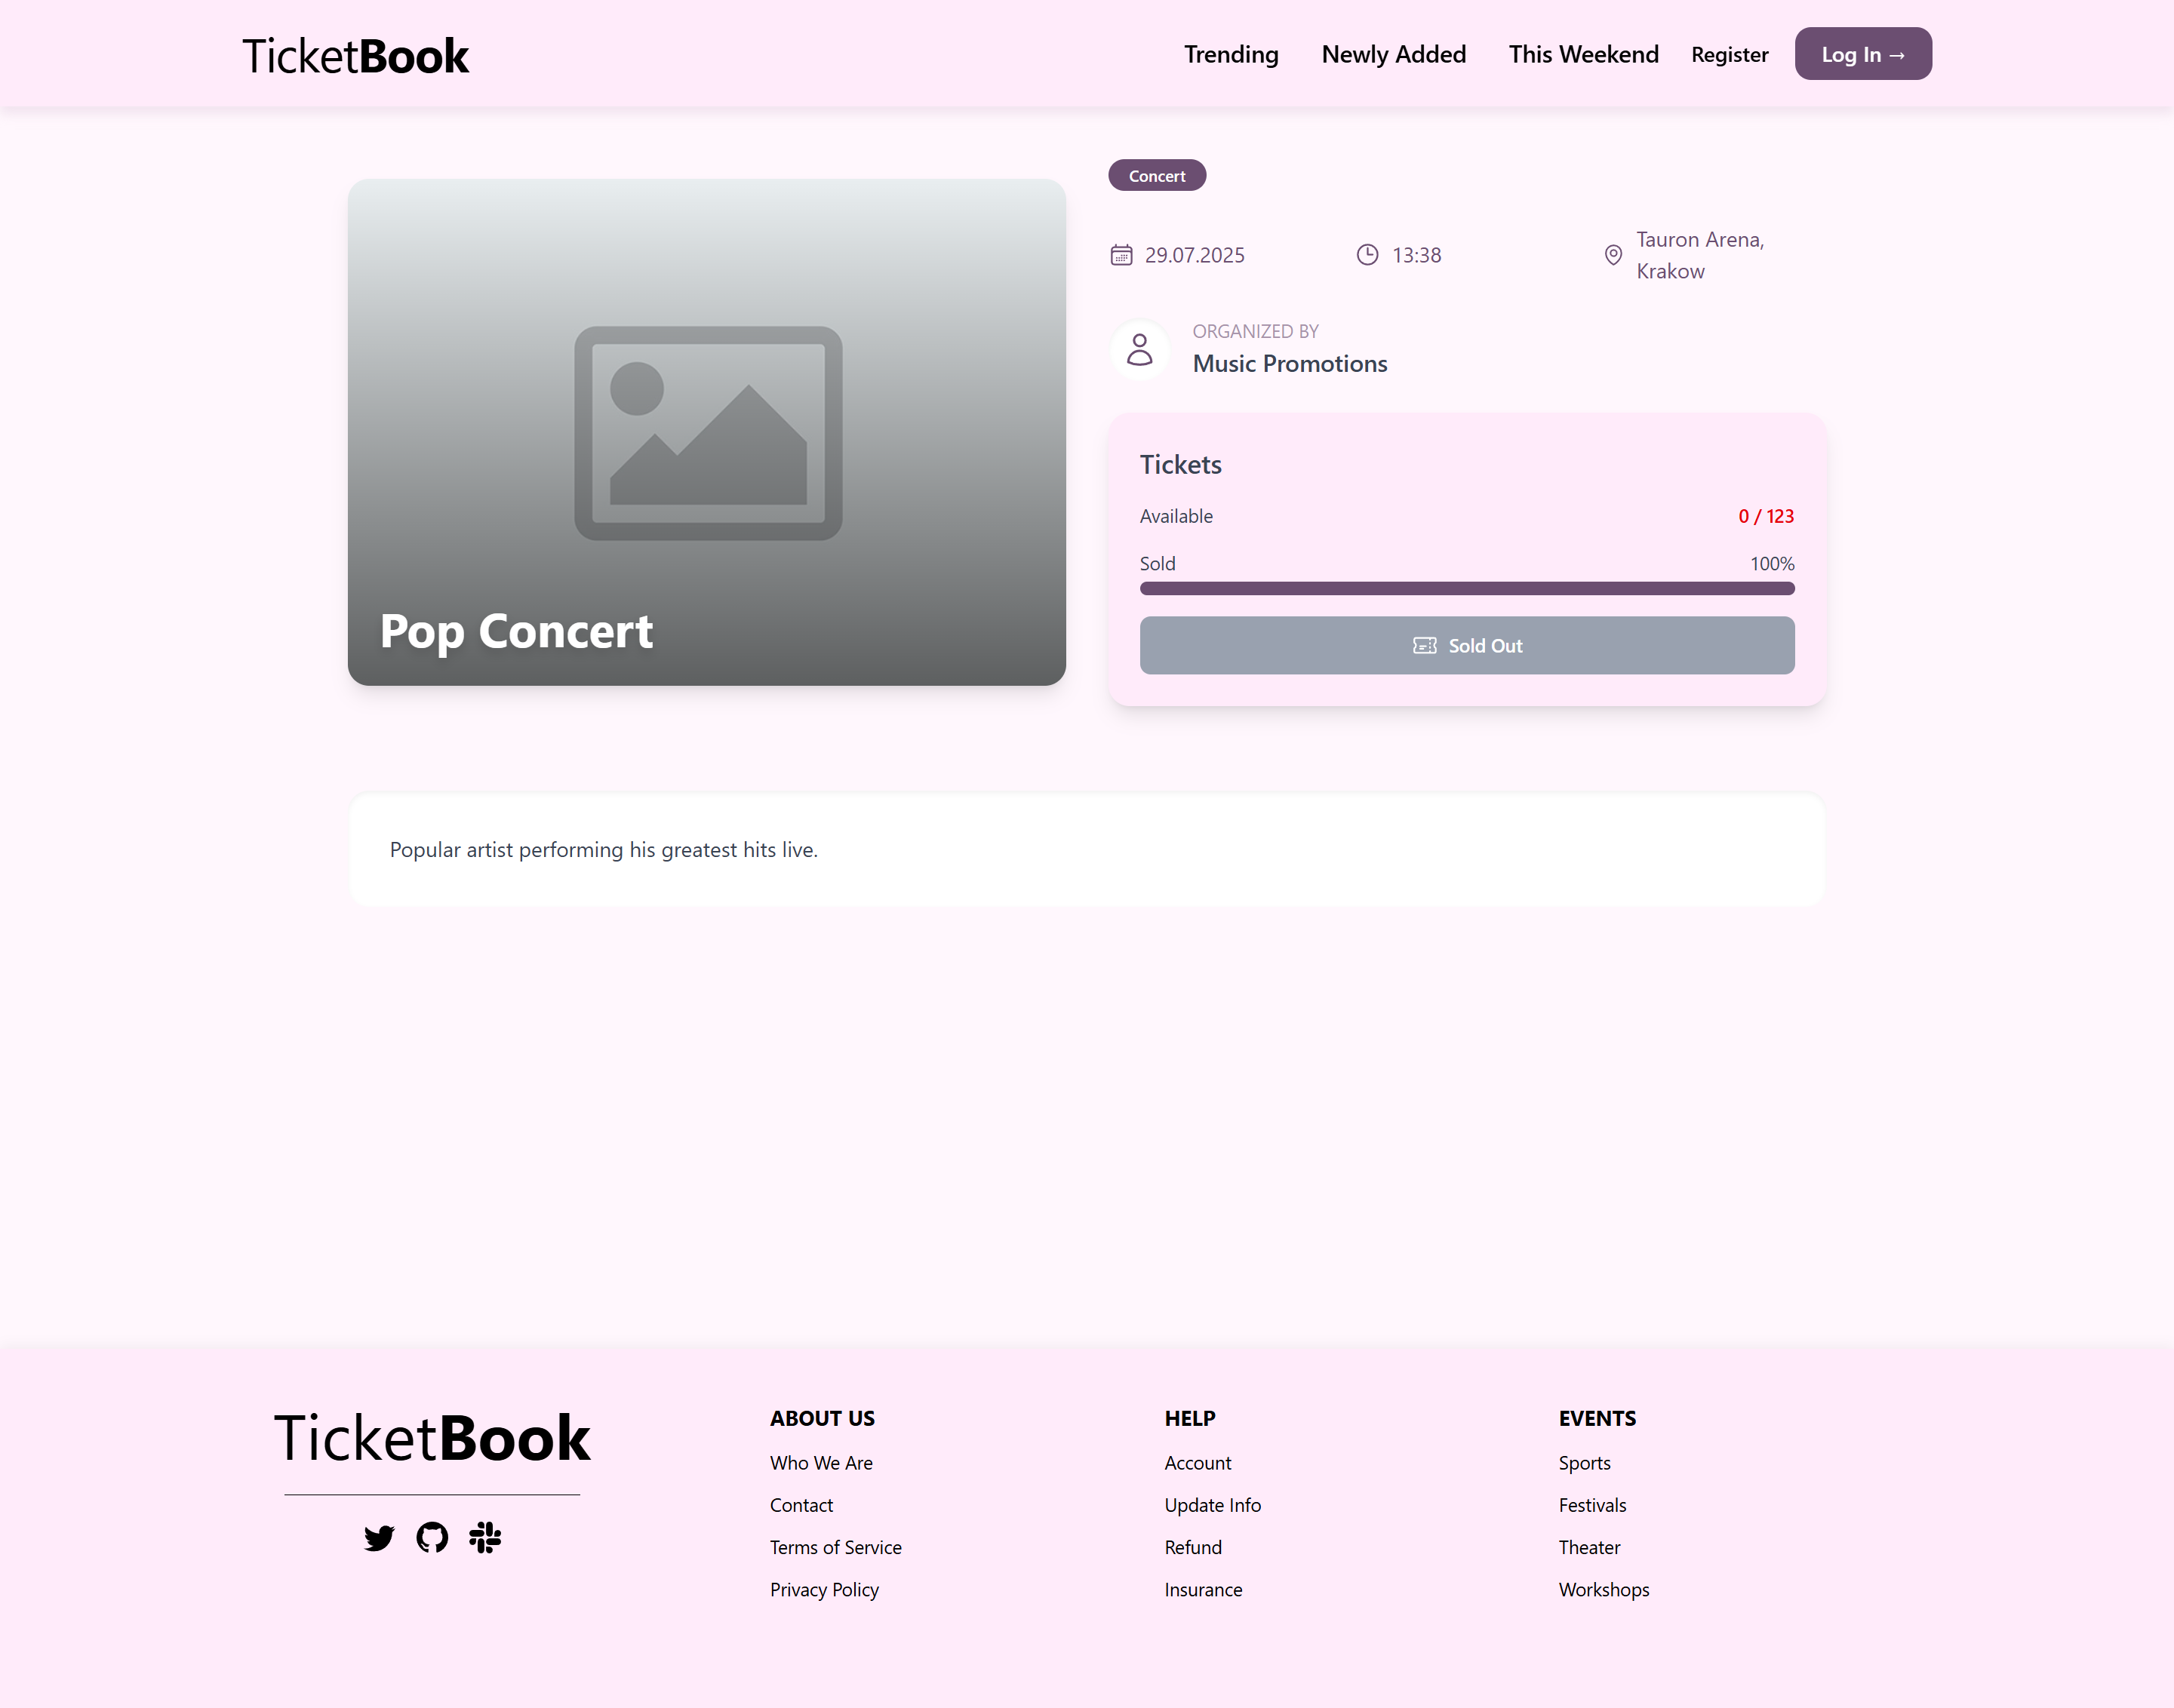 TicketBook
Trending
Newly Added
This Weekend
Register
Log In →
Concert
29.07.2025
13:38
Tauron Arena,
Krakow
ORGANIZED BY
Music Promotions
Pop Concert
Tickets
Available
0 / 123
Sold
100%
Sold Out
Popular artist performing his greatest hits live.
TicketBook
ABOUT US
Who We Are
Contact
Terms of Service
Privacy Policy
HELP
Account
Update Info
Refund
Insurance
EVENTS
Sports
Festivals
Theater
Workshops